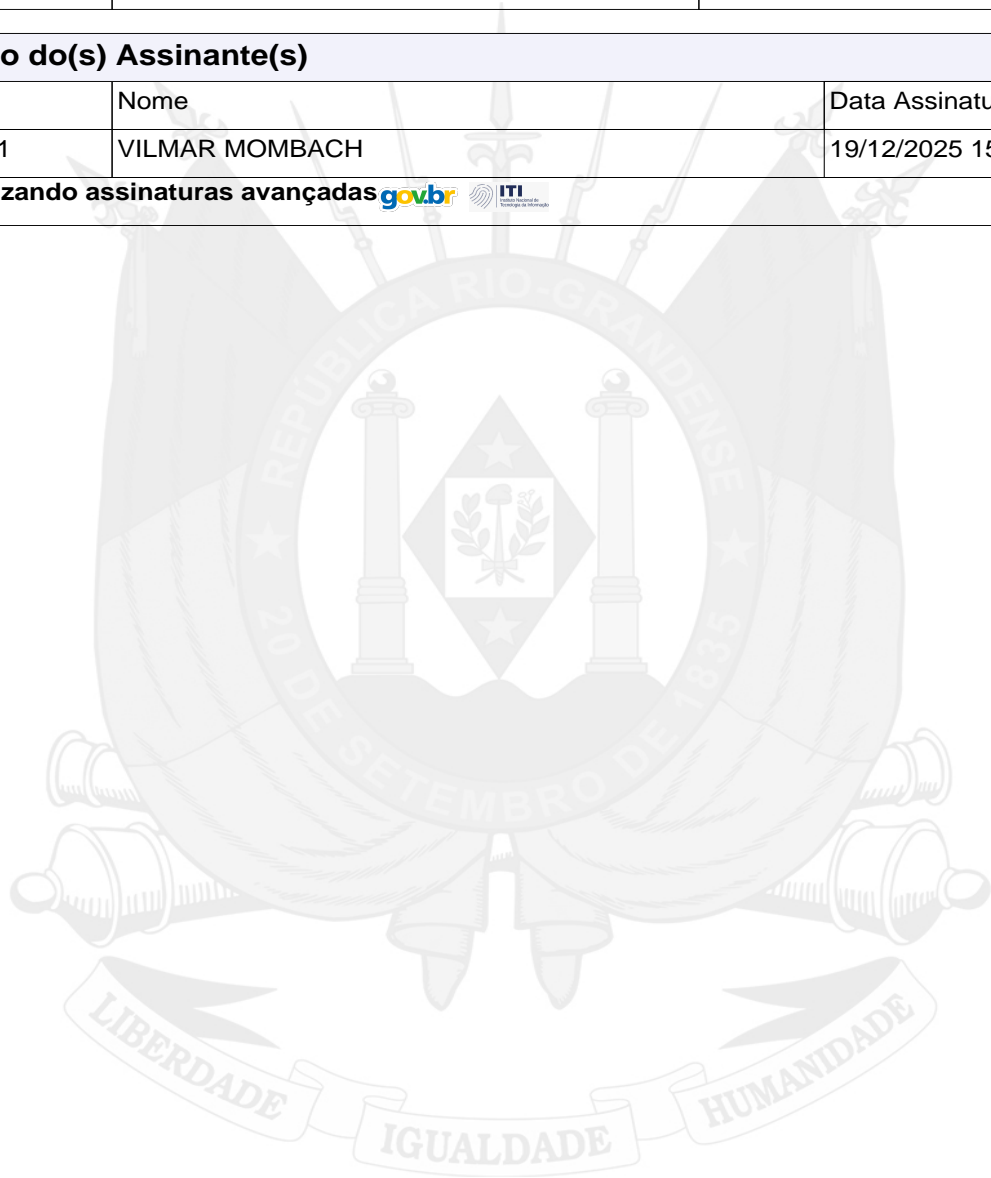 o do(s) Assinante(s)
Nome
Data Assinatu
1
VILMAR MOMBACH
19/12/2025 15
zando assinaturas avançadas gov.br ITI
REPÚBLICA RIO-GRANDENSE
20 DE SETEMBRO DE 1835
LIBERDADE
IGUALDADE
HUMANIDADE